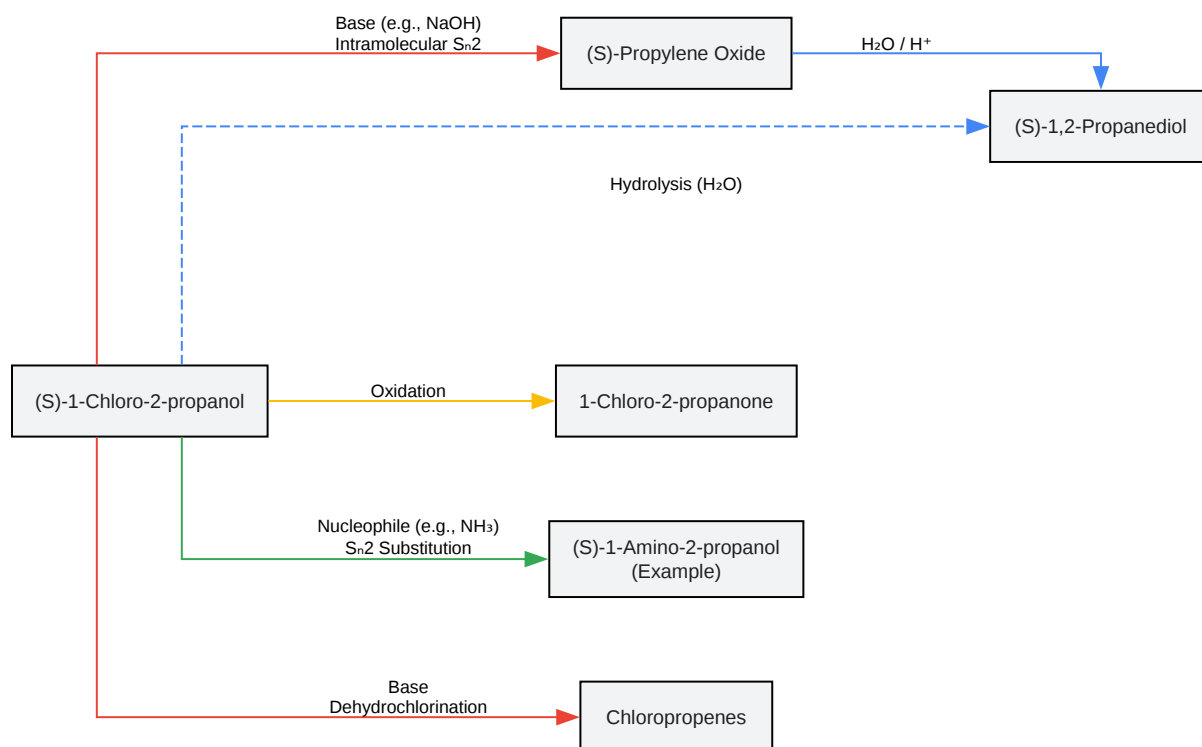 Base (e.g., NaOH)
Intramolecular Sₙ2
(S)-Propylene Oxide
H₂O / H⁺
(S)-1,2-Propanediol
Hydrolysis (H₂O)
(S)-1-Chloro-2-propanol
Oxidation
1-Chloro-2-propanone
Nucleophile (e.g., NH₃)
Sₙ2 Substitution
(S)-1-Amino-2-propanol
(Example)
Base
Dehydrochlorination
Chloropropenes